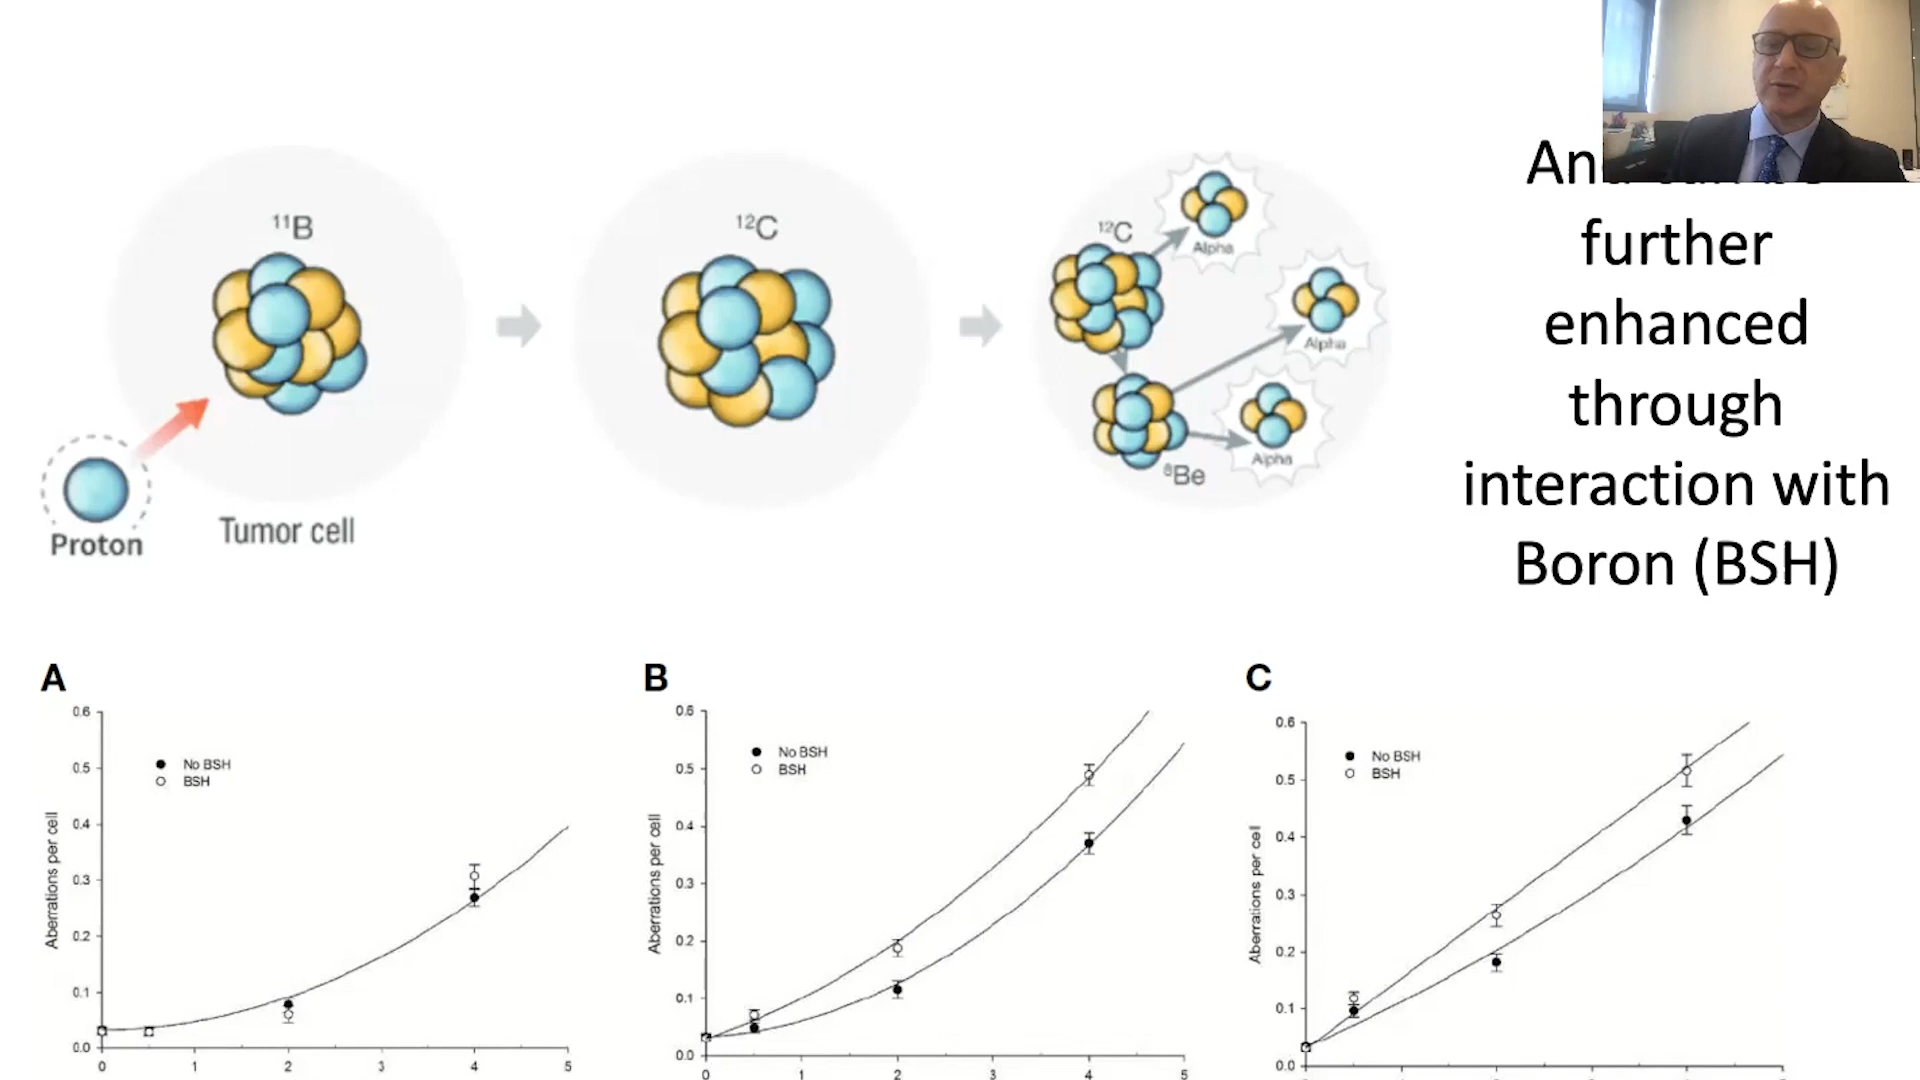 further
enhanced
through
interaction with
Boron (BSH)
¹¹B
Proton
Tumor cell
¹²C
¹²C
Alpha
Alpha
Alpha
⁸Be
A
Aberrations per cell
0.6
0.5
0.4
0.3
0.2
0.1
0.0
No BSH
BSH
0 1 2 3 4 5
B
Aberrations per cell
0.6
0.5
0.4
0.3
0.2
0.1
0.0
No BSH
BSH
0 1 2 3 4 5
C
Aberrations per cell
0.6
0.5
0.4
0.3
0.2
0.1
0.0
No BSH
BSH